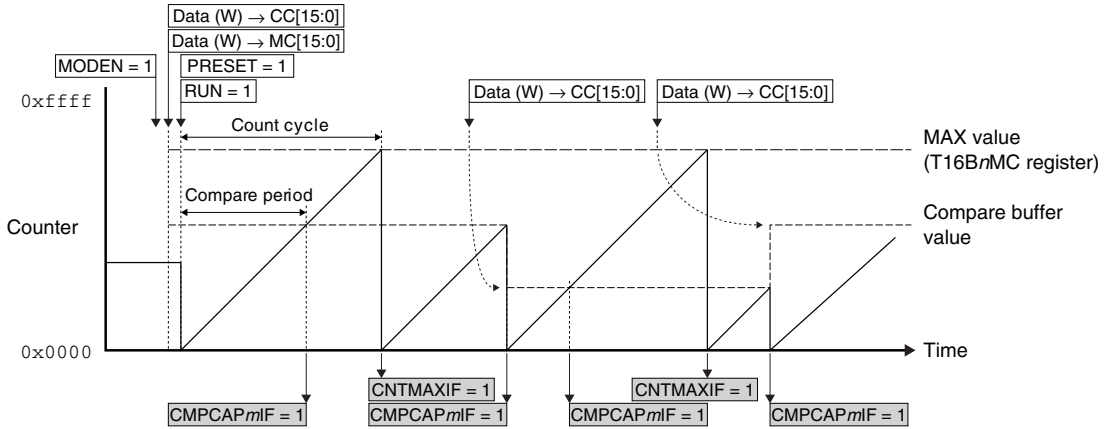 Data (W) → CC[15:0]
Data (W) → MC[15:0]
MODEN = 1
PRESET = 1
RUN = 1
Data (W) → CC[15:0]
Data (W) → CC[15:0]
0xffff
Count cycle
MAX value
(T16BnMC register)
Compare period
Compare buffer
value
Counter
0x0000
Time
CNTMAXIF = 1
CNTMAXIF = 1
CMPCAPmIF = 1
CMPCAPmIF = 1
CMPCAPmIF = 1
CMPCAPmIF = 1